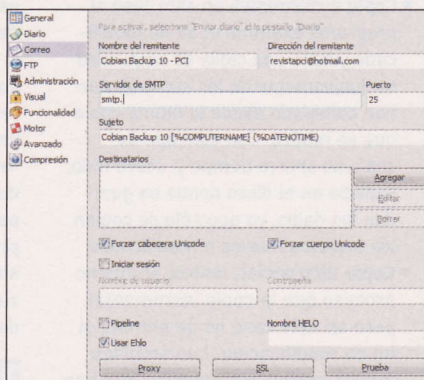 General
Diario
Correo
FTP
Administración
Visual
Funcionalidad
Motor
Avanzado
Compresión
Para activar, seleccione "Enviar diario" el la pestaña "Diario"
Nombre del remitente
Dirección del remitente
Cobian Backup 10 - PCI
revistapci@hotmail.com
Servidor de SMTP
Puerto
smtp.
25
Sujeto
Cobian Backup 10 [%COMPUTERNAME] (%DATENOTIME)
Destinatarios
Agregar
Editar
Borrar
Forzar cabecera Unicode
Forzar cuerpo Unicode
Iniciar sesión
Nombre de usuario
Contraseña
Pipeline
Nombre HELO
Usar Ehlo
Proxy
SSL
Prueba